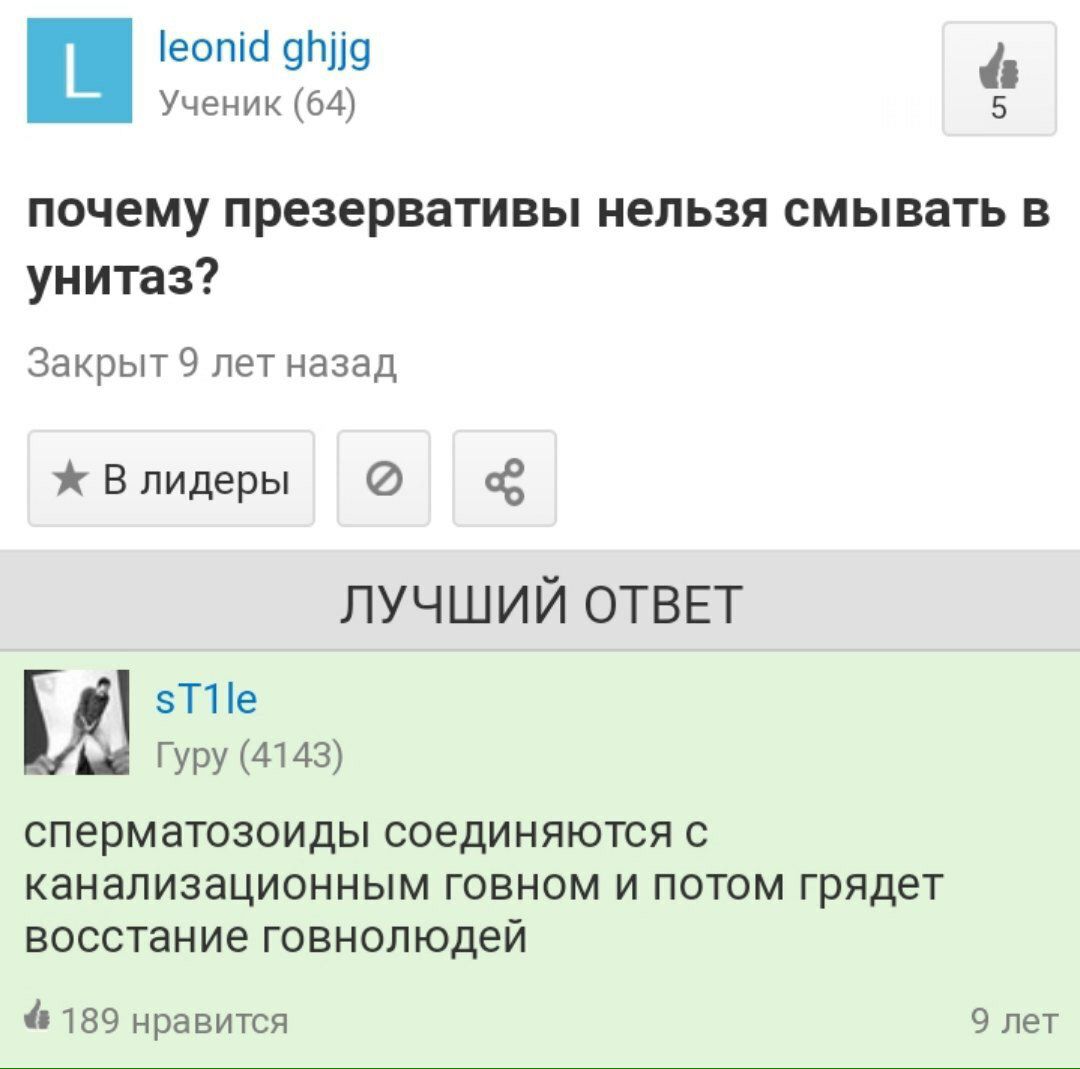 L
leonid ghjjg
Ученик (64)
5
почему презервативы нельзя смывать в
унитаз?
Закрыт 9 лет назад
В лидеры
ЛУЧШИЙ ОТВЕТ
sT1le
Гуру (4143)
сперматозоиды соединяются с
канализационным говном и потом грядет
восстание говнолюдей
189 нравится
9 лет